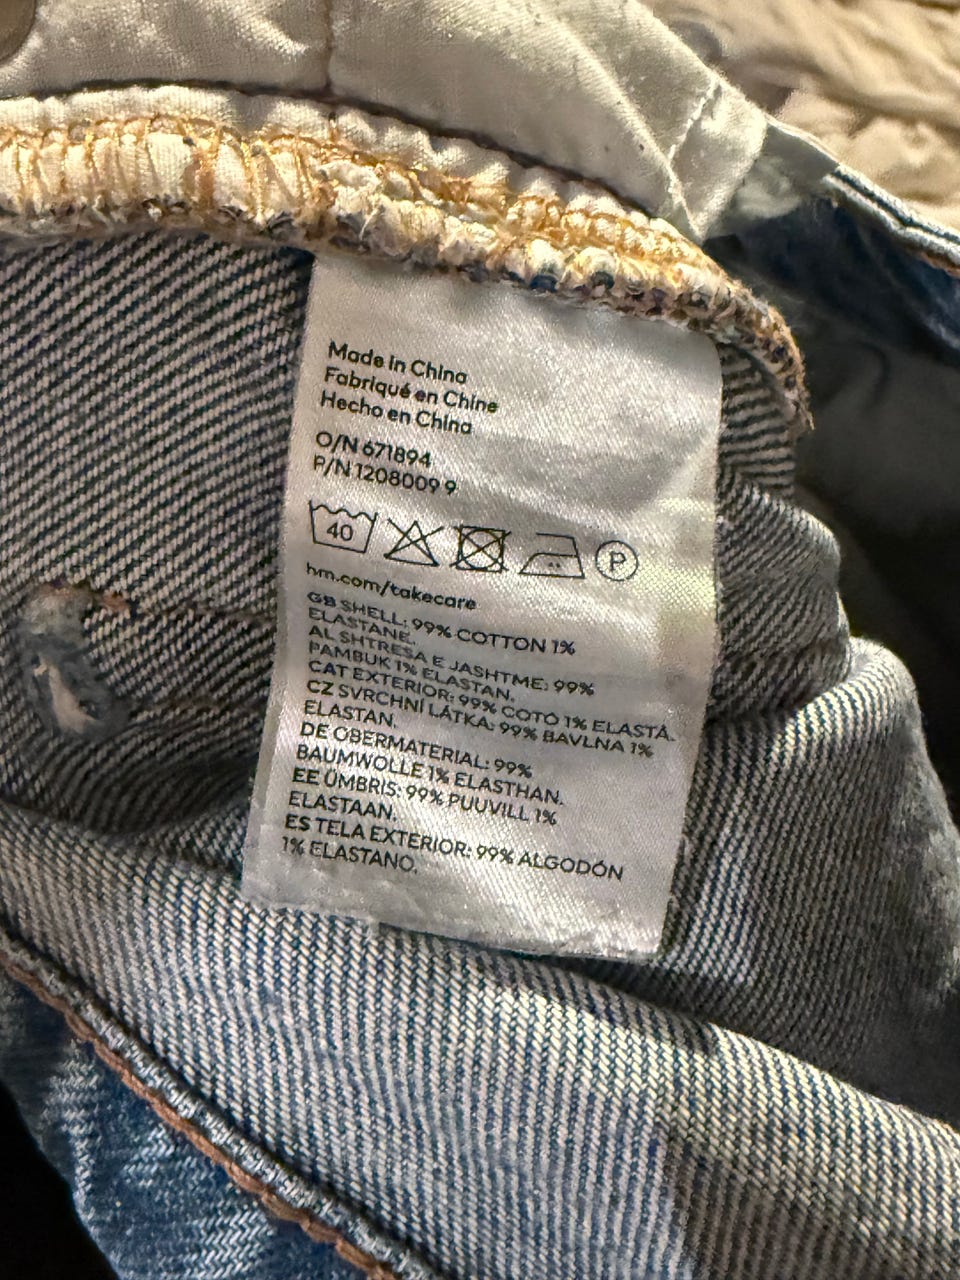 Made in China
Fabriqué en Chine
Hecho en China
O/N 671894
P/N 1208009 9
40 P
hm.com/takecare
GB SHELL: 99% COTTON 1%
ELASTANE.
AL SHTRESA E JASHTME: 99%
PAMBUK 1% ELASTAN.
CAT EXTERIOR: 99% COTÓ 1% ELASTÀ.
CZ SVRCHNÍ LÁTKA: 99% BAVLNA 1%
ELASTAN.
DE OBERMATERIAL: 99%
BAUMWOLLE 1% ELASTHAN.
EE ÜMBRIS: 99% PUUVILL 1%
ELASTAAN.
ES TELA EXTERIOR: 99% ALGODÓN
1% ELASTANO.